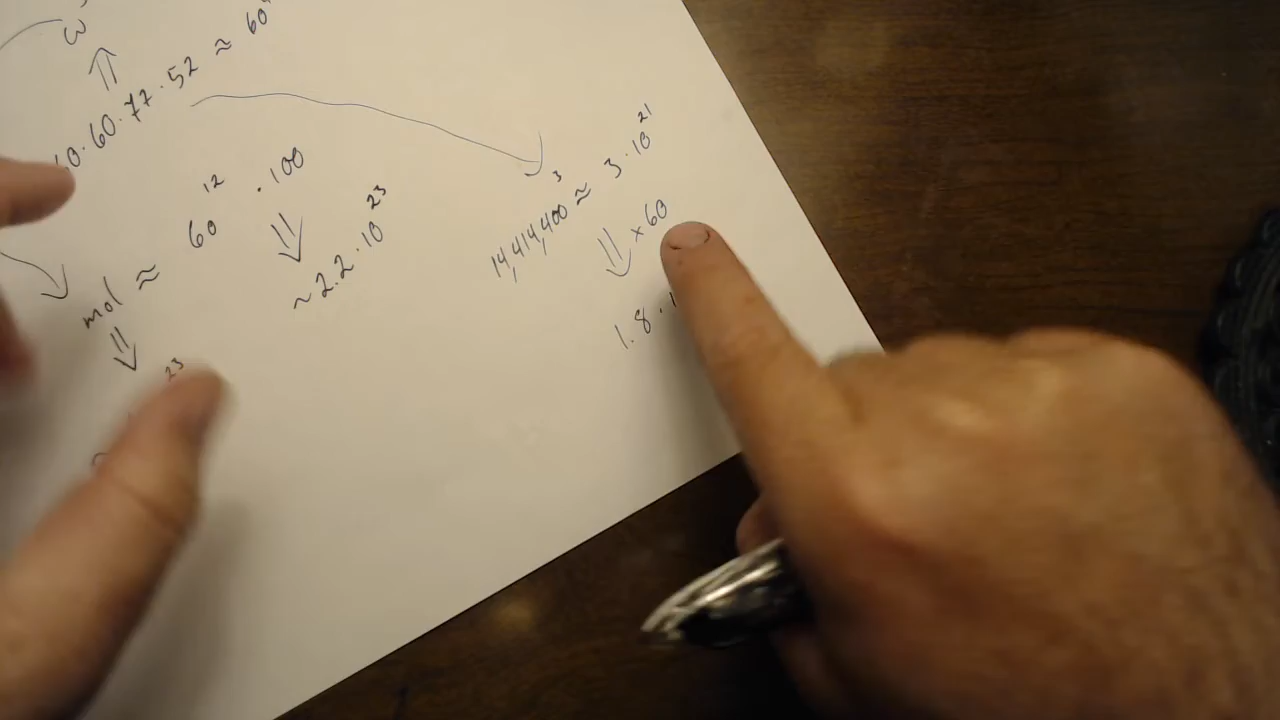 ω
60·60·77·52 ≈ 60
mol ≈ 60¹² ·100
~2.2·10²³
23
14,414,400³ ≈ 3·10²¹
×60
1.8·